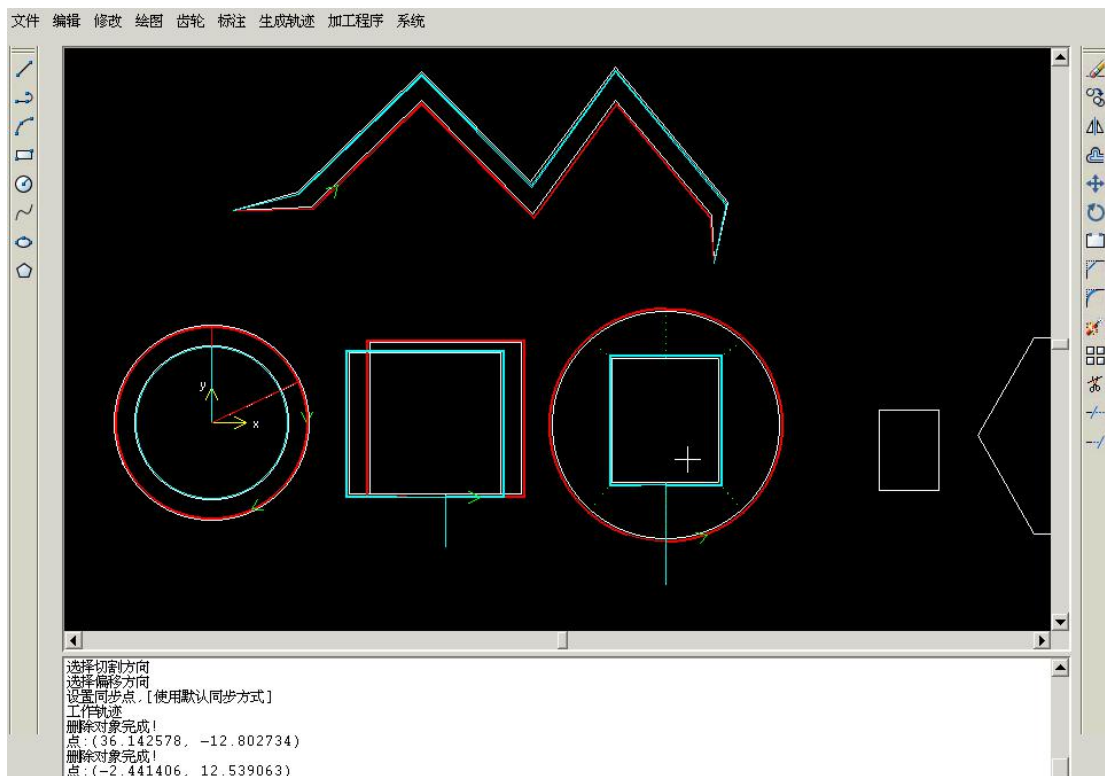 文件 编辑 修改 绘图 齿轮 标注 生成轨迹 加工程序 系统
y
x
选择切割方向
选择偏移方向
设置同步点,[使用默认同步方式]
工作轨迹
删除对象完成!
点:(36.142578, -12.802734)
删除对象完成!
点:(-2.441406, 12.539063)